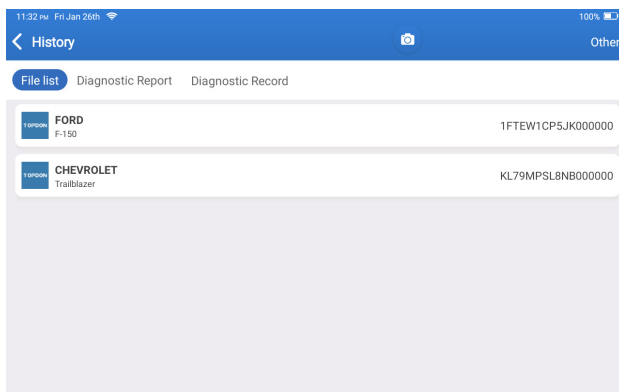 11:32 PM Fri Jan 26th 100%
History Other
File list Diagnostic Report Diagnostic Record
TOPDON FORD 1FTEW1CP5JK000000
F-150
TOPDON CHEVROLET KL79MPSL8NB000000
Trailblazer